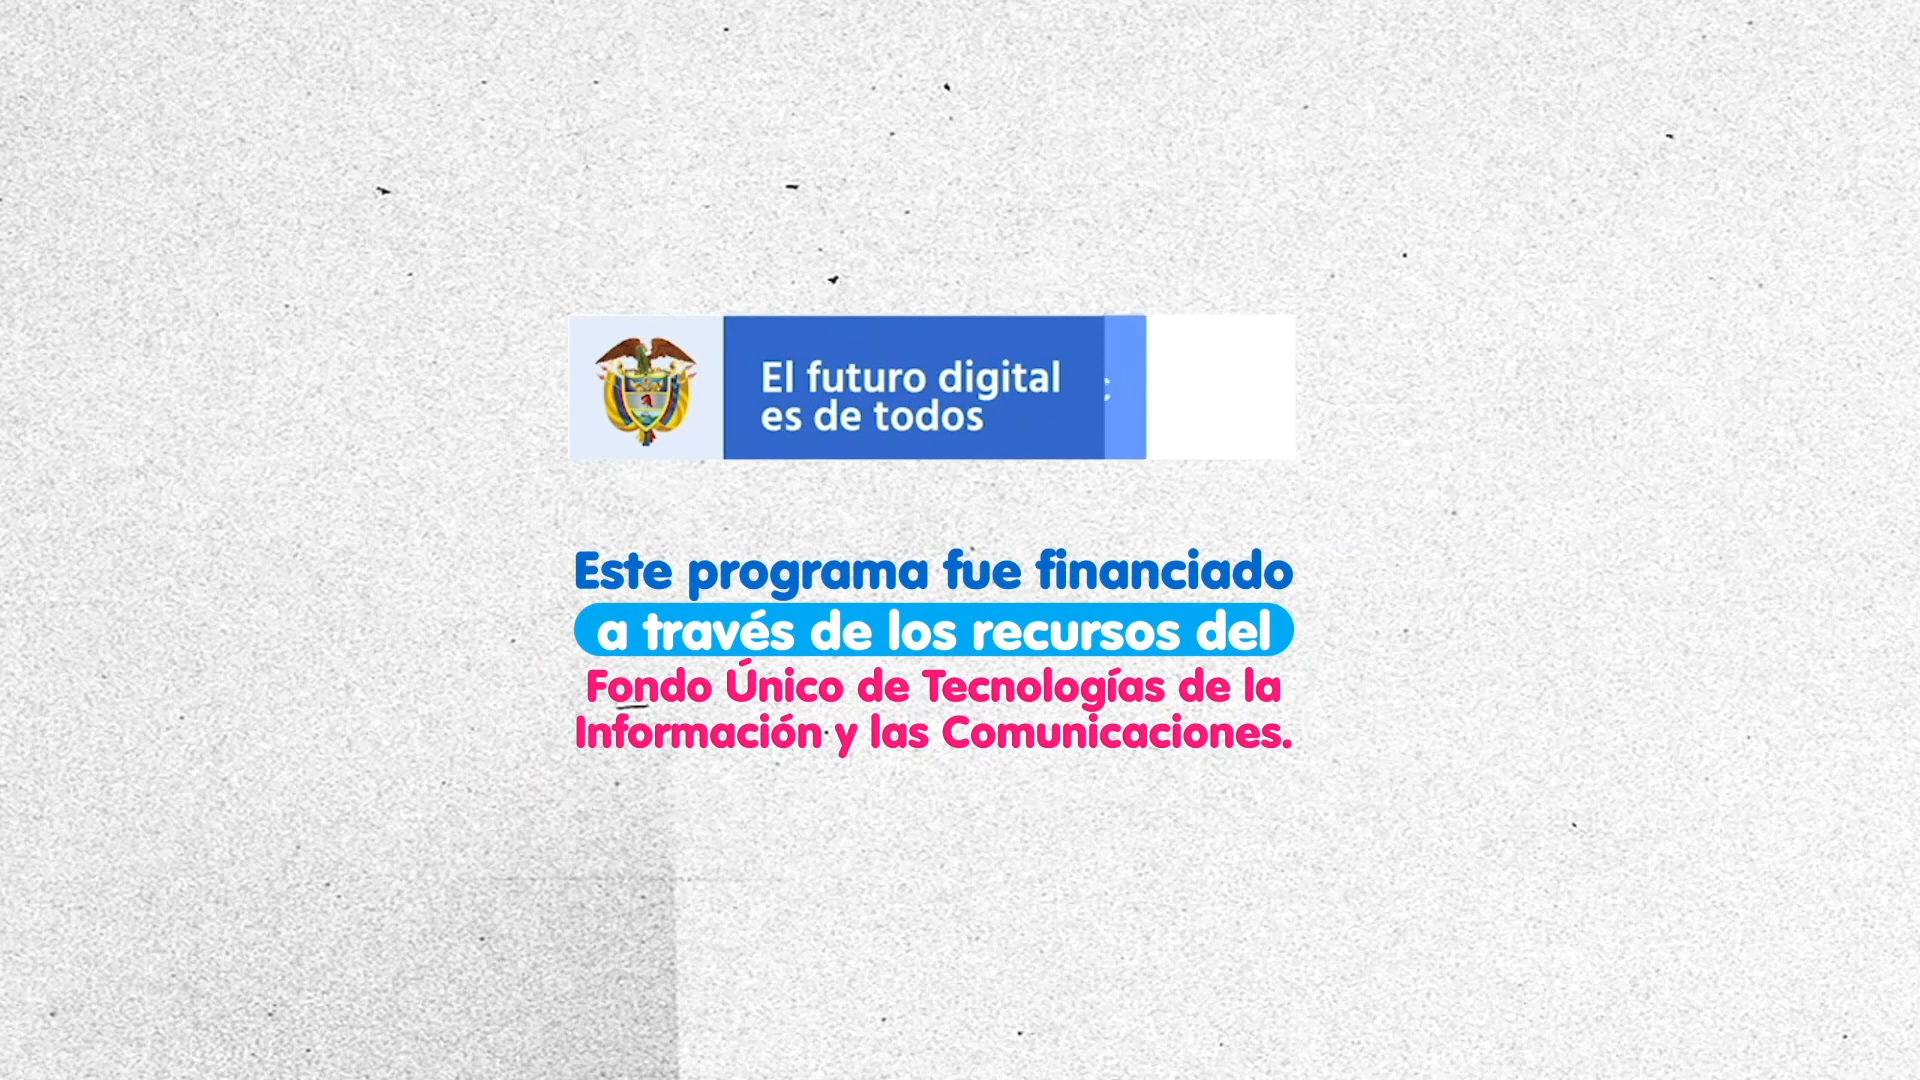 El futuro digital
es de todos
Este programa fue financiado
a través de los recursos del
Fondo Único de Tecnologías de la
Información y las Comunicaciones.